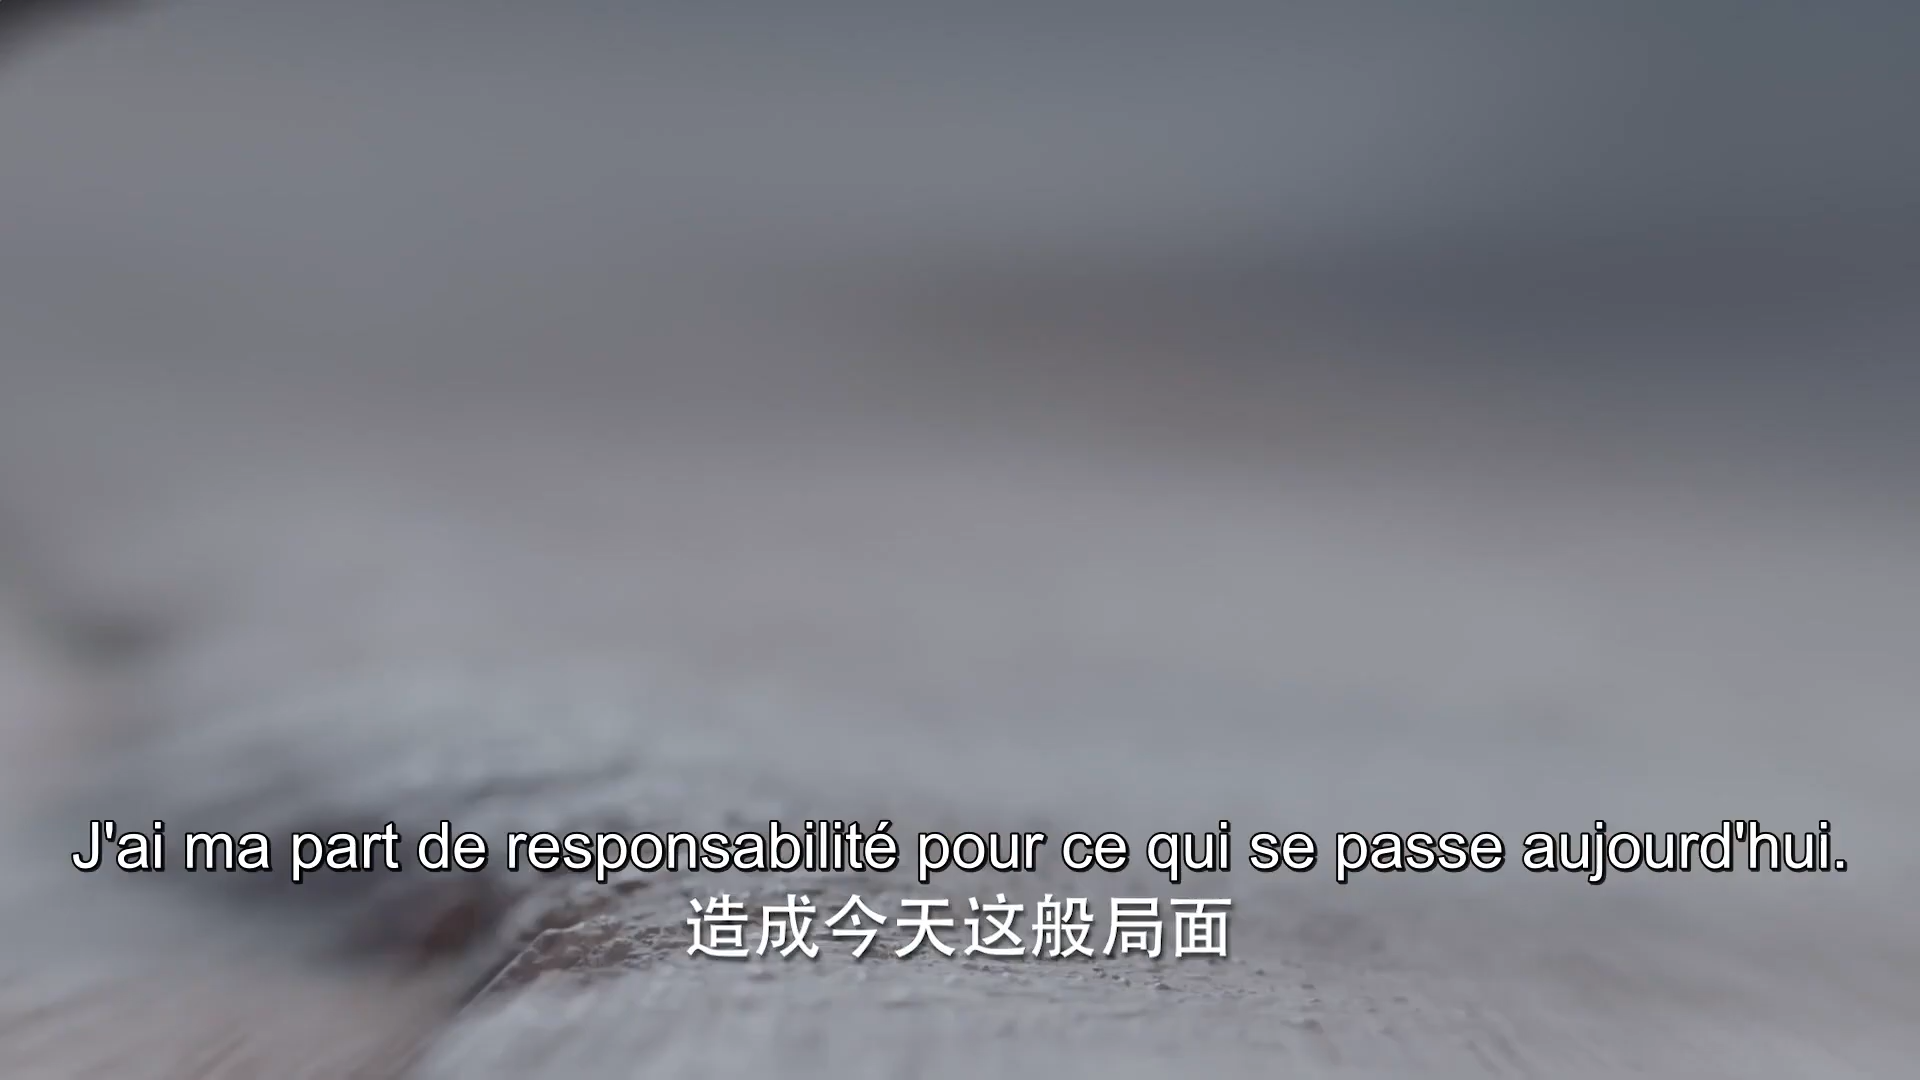 J'ai ma part de responsabilité pour ce qui se passe aujourd'hui.
造成今天这般局面